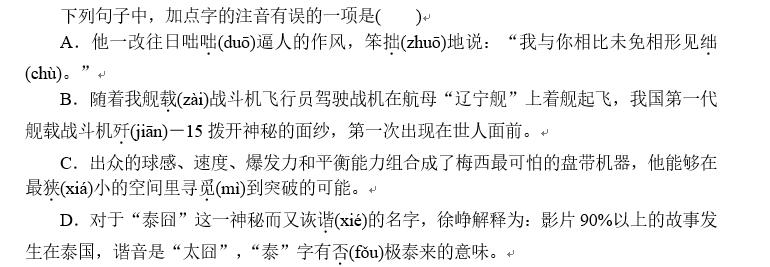 下列句子中，加点字的注音有误的一项是(　　)↵
A．他一改往日咄咄(duō)逼人的作风，笨拙(zhuō)地说：“我与你相比未免相形见绌
(chù)。”↵
B．随着我舰载(zài)战斗机飞行员驾驶战机在航母“辽宁舰”上着舰起飞，我国第一代
舰载战斗机歼(jiān)－15 拨开神秘的面纱，第一次出现在世人面前。↵
C．出众的球感、速度、爆发力和平衡能力组合成了梅西最可怕的盘带机器，他能够在
最狭(xiá)小的空间里寻觅(mì)到突破的可能。↵
D．对于“泰囧”这一神秘而又诙谐(xié)的名字，徐峥解释为：影片 90%以上的故事发
生在泰国，谐音是“太囧”，“泰”字有否(fǒu)极泰来的意味。↵